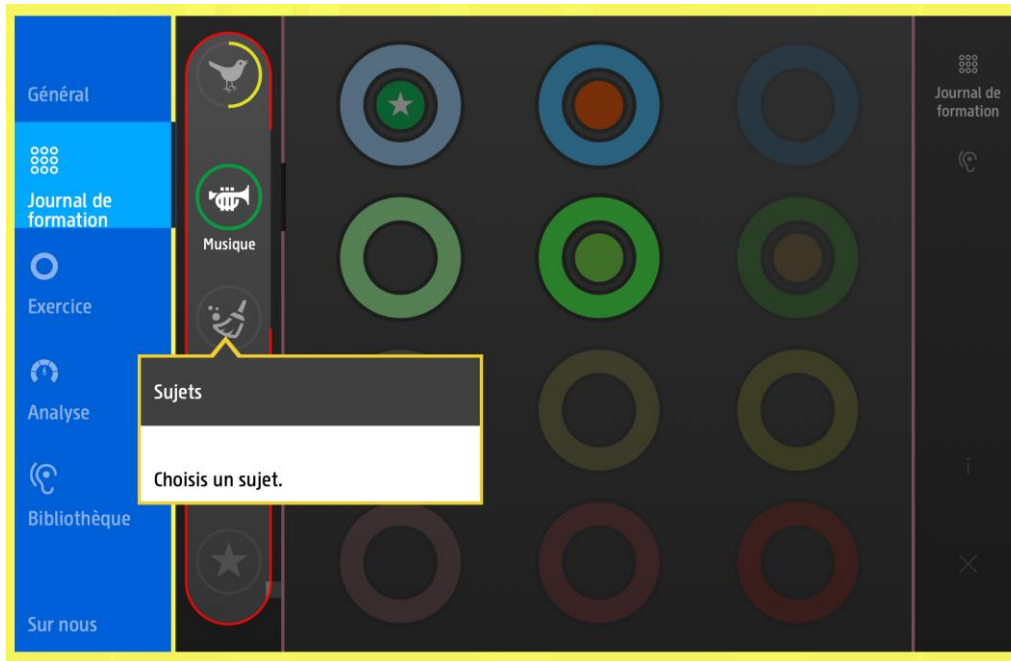 Général
Journal de
formation
Exercice
Analyse
Bibliothèque
Sur nous
Musique
Sujets
Choisis un sujet.
Journal de
formation
i